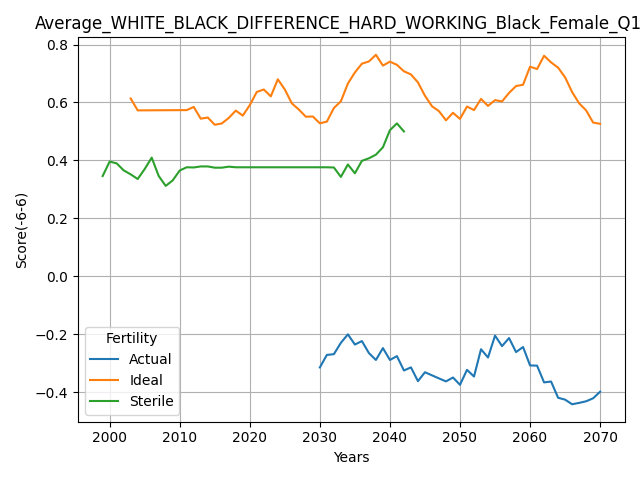 Average_WHITE_BLACK_DIFFERENCE_HARD_WORKING_Black_Female_Q1
Score(-6-6)
0.8
0.6
0.4
0.2
0.0
−0.2
−0.4
Fertility
Actual
Ideal
Sterile
2000 2010 2020 2030 2040 2050 2060 2070
Years